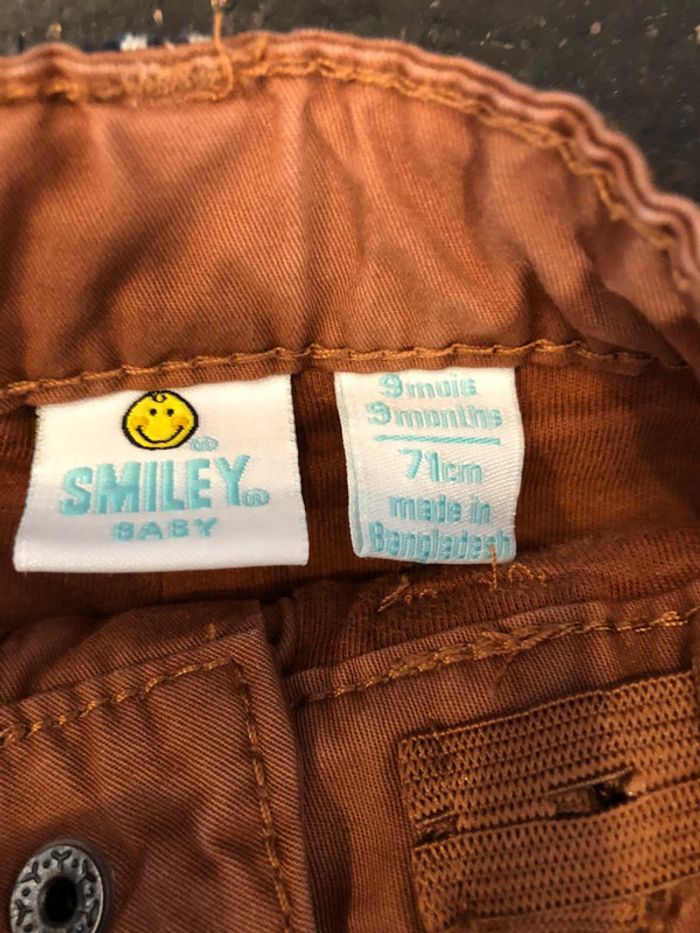 SMILEY
BABY
9 mois
9 months
71cm
made in
Bangladesh